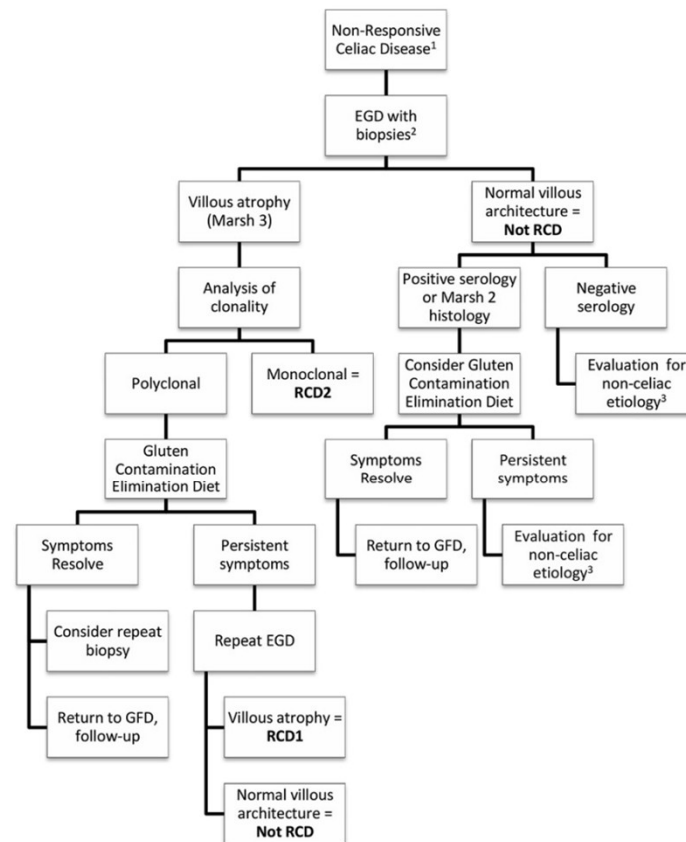 Non-Responsive
Celiac Disease¹
EGD with
biopsies²
Villous atrophy
(Marsh 3)
Normal villous
architecture =
Not RCD
Analysis of
clonality
Positive serology
or Marsh 2
histology
Negative
serology
Polyclonal
Monoclonal =
RCD2
Consider Gluten
Contamination
Elimination Diet
Evaluation for
non-celiac
etiology³
Gluten
Contamination
Elimination Diet
Symptoms
Resolve
Persistent
symptoms
Symptoms
Resolve
Persistent
symptoms
Return to GFD,
follow-up
Evaluation for
non-celiac
etiology³
Consider repeat
biopsy
Repeat EGD
Return to GFD,
follow-up
Villous atrophy =
RCD1
Normal villous
architecture =
Not RCD